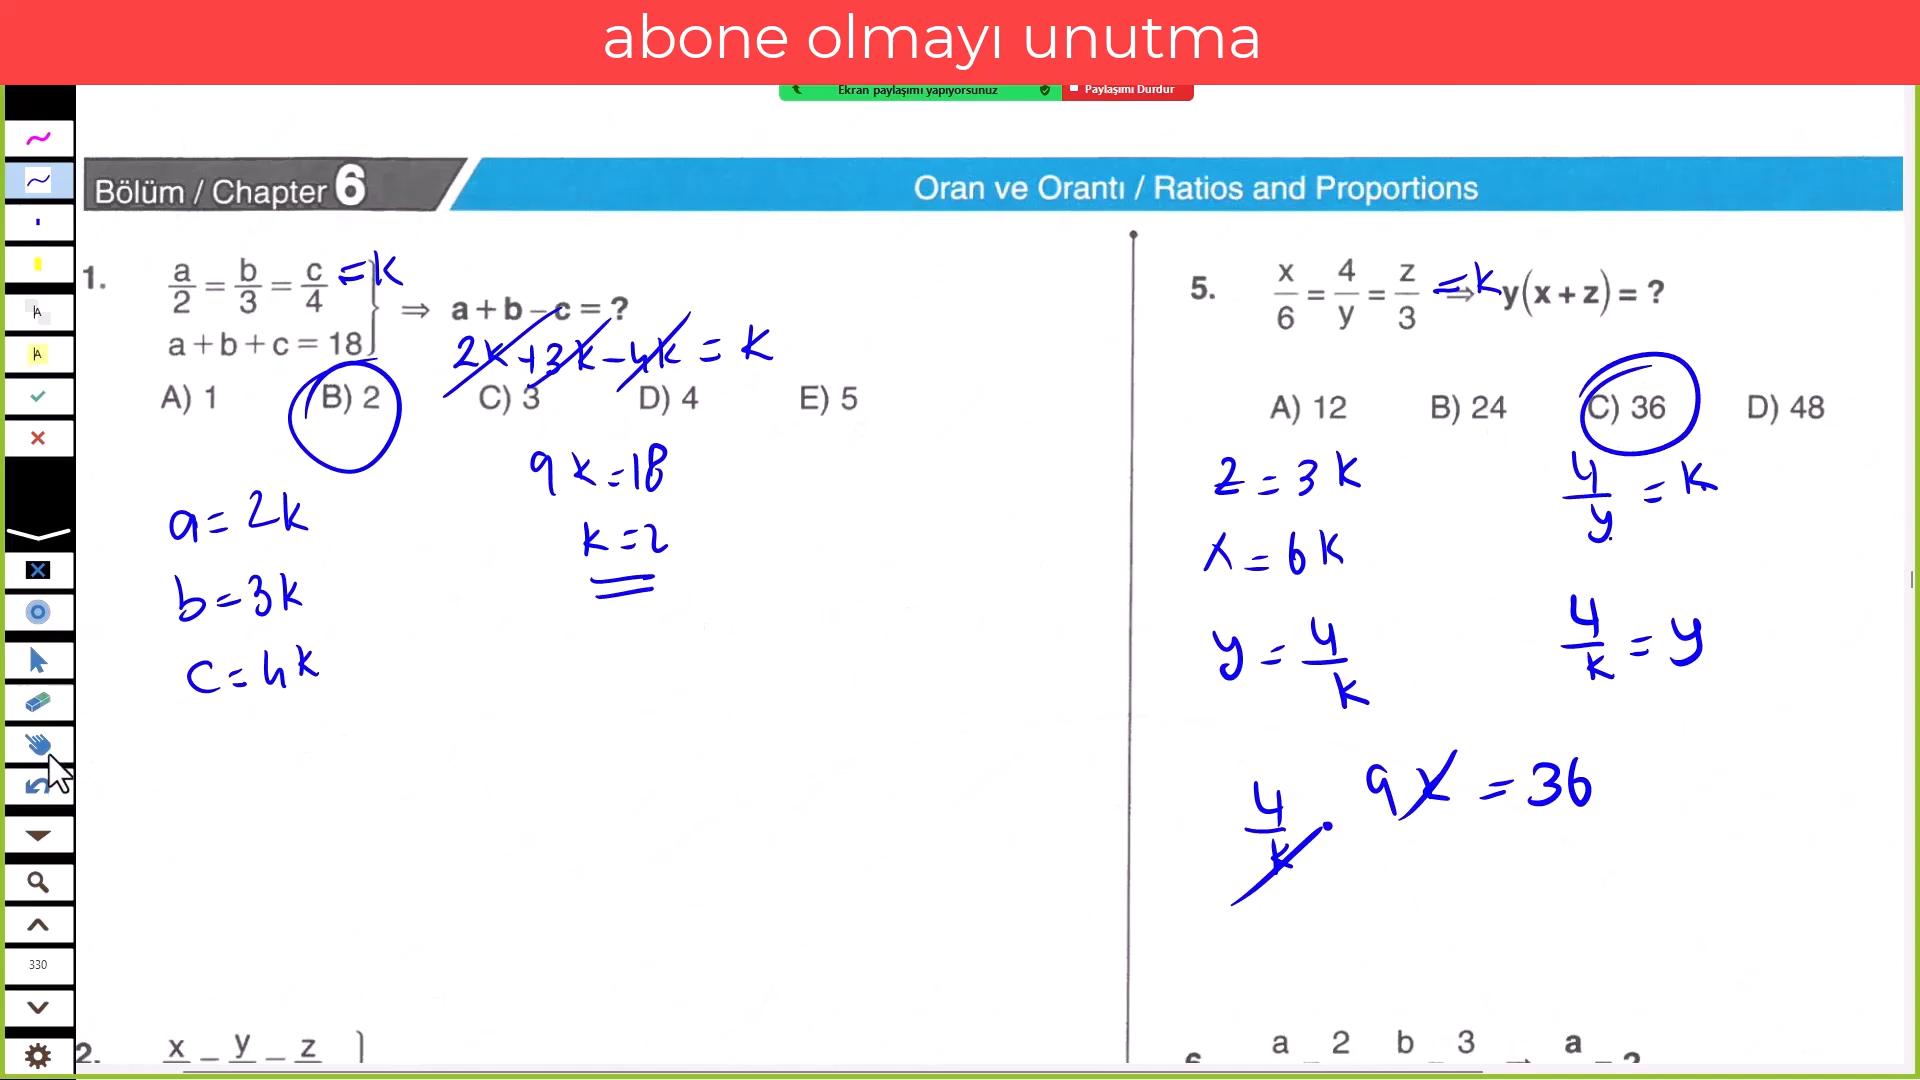 abone olmayı unutma
Ekran paylaşımı yapıyorsunuz
Paylaşımı Durdur
Bölüm / Chapter 6
Oran ve Orantı / Ratios and Proportions
1. a/2 = b/3 = c/4 = k
a + b + c = 18 ⇒ a + b – c = ?
2k + 3k – 4k = k
A) 1 B) 2 C) 3 D) 4 E) 5
9k = 18
k = 2
a = 2k
b = 3k
c = 4k
5. x/6 = 4/y = z/3 = k ⇒ y(x + z) = ?
A) 12 B) 24 C) 36 D) 48
z = 3k
x = 6k
y = 4/k
4/y = k
4/k = y
4/k · 9k = 36
330
2. x – y – z
a 2 b 3 a